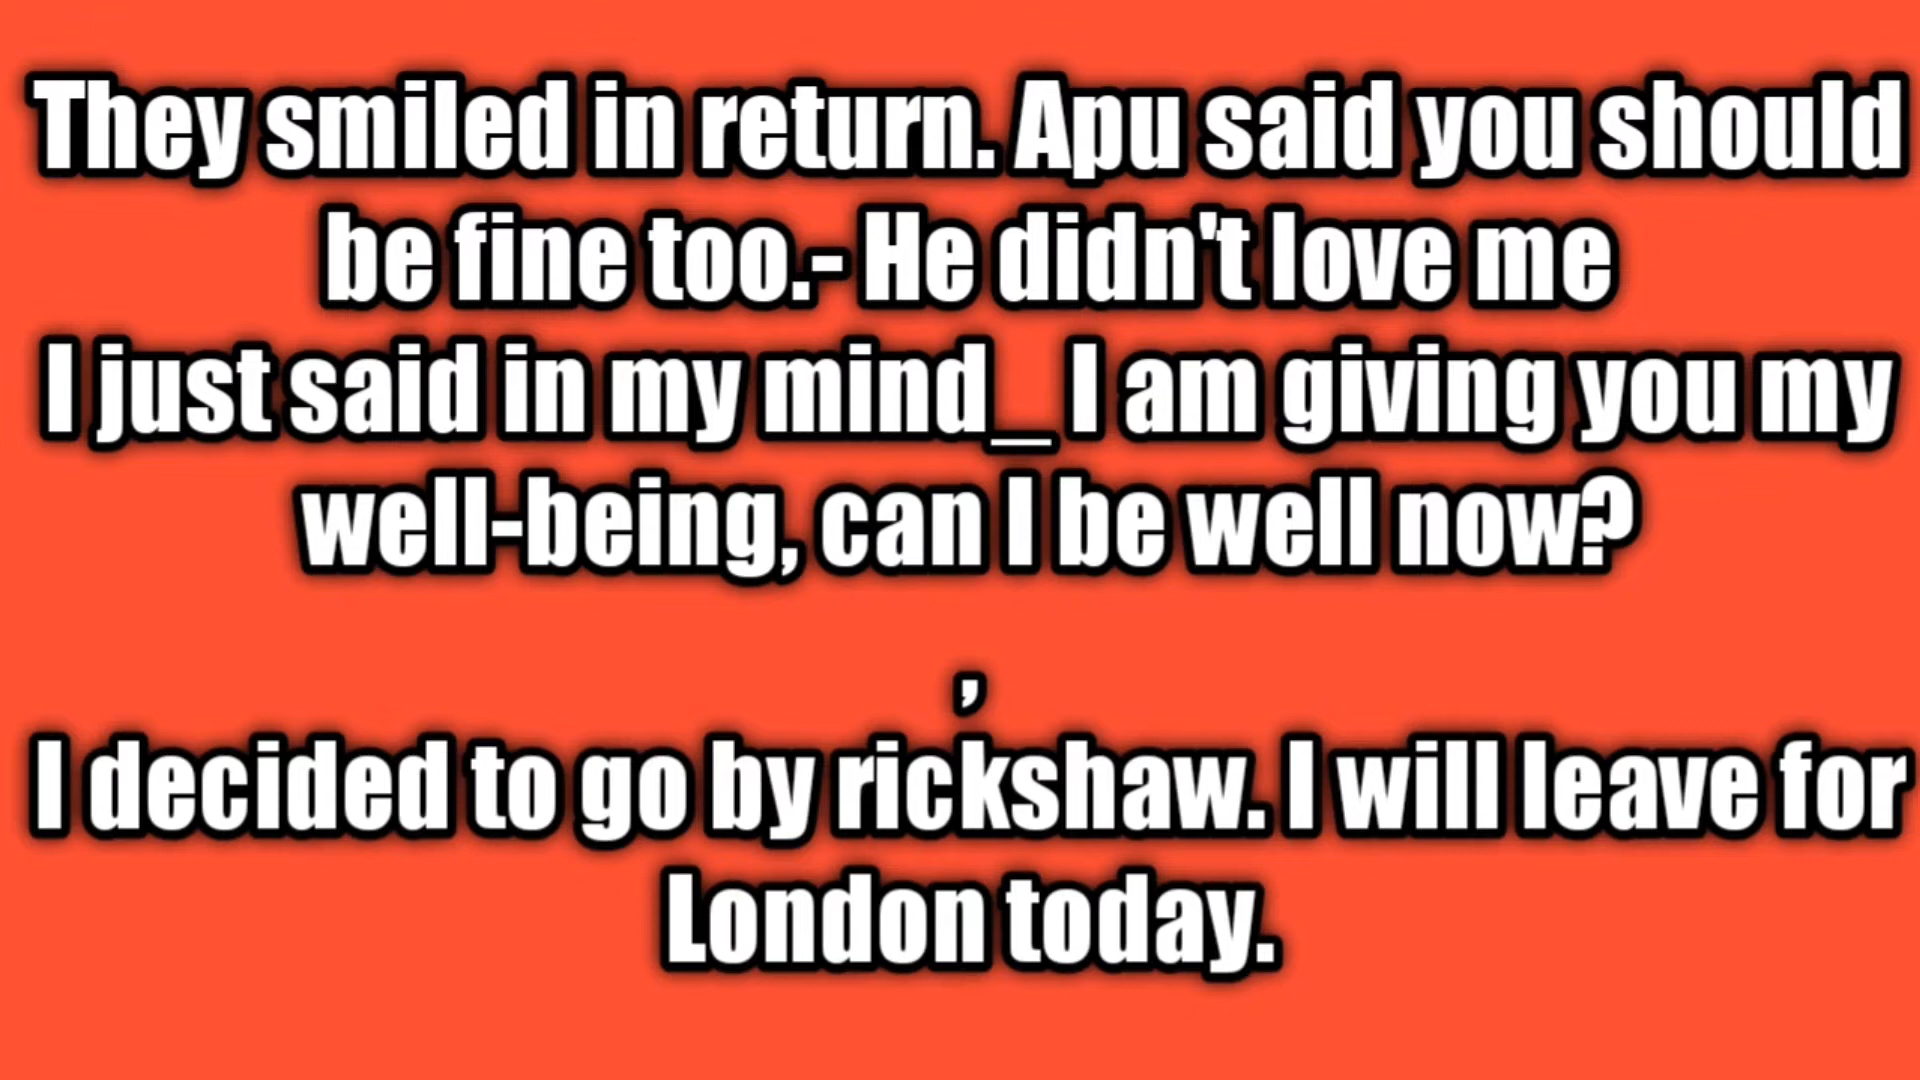 They smiled in return. Apu said you should
be fine too.- He didn't love me
I just said in my mind_ I am giving you my
well-being, can I be well now?
,
I decided to go by rickshaw. I will leave for
London today.